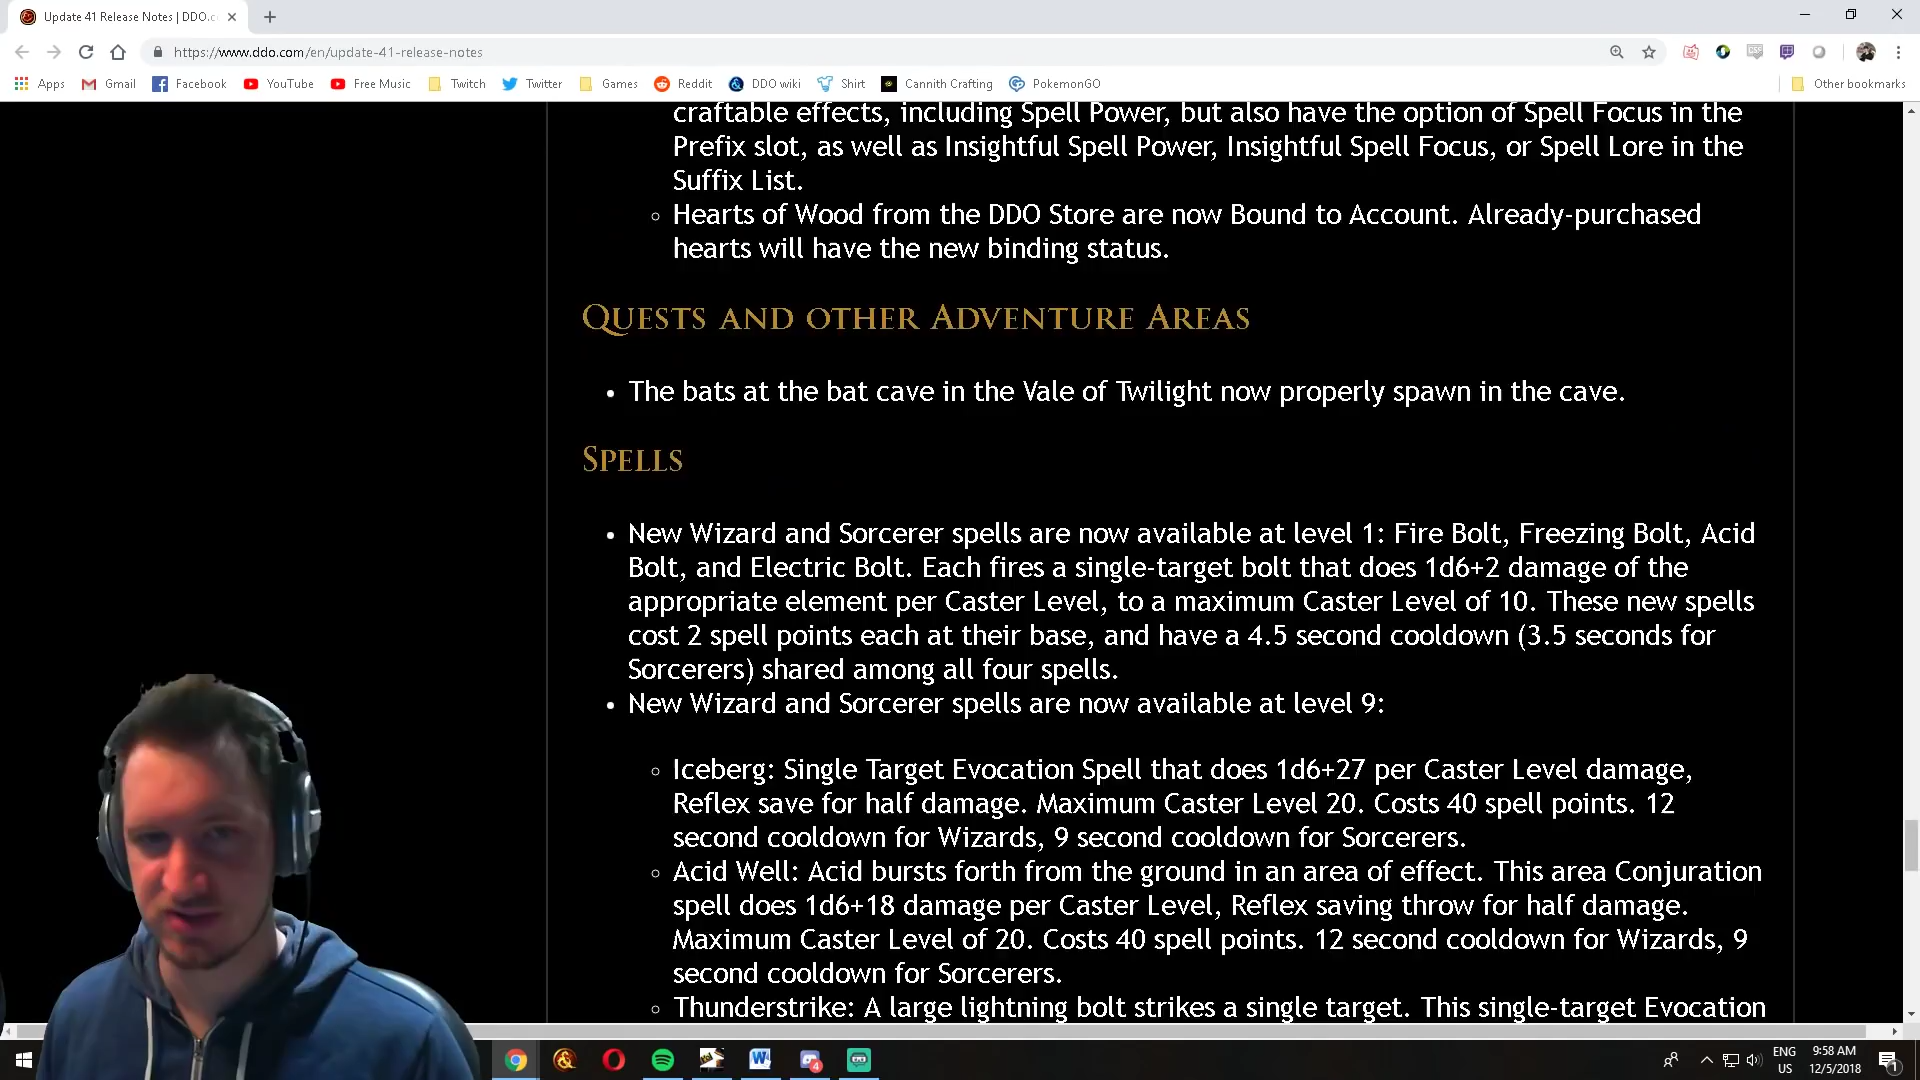 Update 41 Release Notes | DDO.c
https://www.ddo.com/en/update-41-release-notes
Apps Gmail Facebook YouTube Free Music Twitch Twitter Games Reddit DDO wiki Shirt Cannith Crafting PokemonGO Other bookmarks
craftable effects, including Spell Power, but also have the option of Spell Focus in the
Prefix slot, as well as Insightful Spell Power, Insightful Spell Focus, or Spell Lore in the
Suffix List.
Hearts of Wood from the DDO Store are now Bound to Account. Already-purchased
hearts will have the new binding status.
Quests and other Adventure Areas
The bats at the bat cave in the Vale of Twilight now properly spawn in the cave.
Spells
New Wizard and Sorcerer spells are now available at level 1: Fire Bolt, Freezing Bolt, Acid
Bolt, and Electric Bolt. Each fires a single-target bolt that does 1d6+2 damage of the
appropriate element per Caster Level, to a maximum Caster Level of 10. These new spells
cost 2 spell points each at their base, and have a 4.5 second cooldown (3.5 seconds for
Sorcerers) shared among all four spells.
New Wizard and Sorcerer spells are now available at level 9:
Iceberg: Single Target Evocation Spell that does 1d6+27 per Caster Level damage,
Reflex save for half damage. Maximum Caster Level 20. Costs 40 spell points. 12
second cooldown for Wizards, 9 second cooldown for Sorcerers.
Acid Well: Acid bursts forth from the ground in an area of effect. This area Conjuration
spell does 1d6+18 damage per Caster Level, Reflex saving throw for half damage.
Maximum Caster Level of 20. Costs 40 spell points. 12 second cooldown for Wizards, 9
second cooldown for Sorcerers.
Thunderstrike: A large lightning bolt strikes a single target. This single-target Evocation
4
ENG
US
9:58 AM
12/5/2018
1